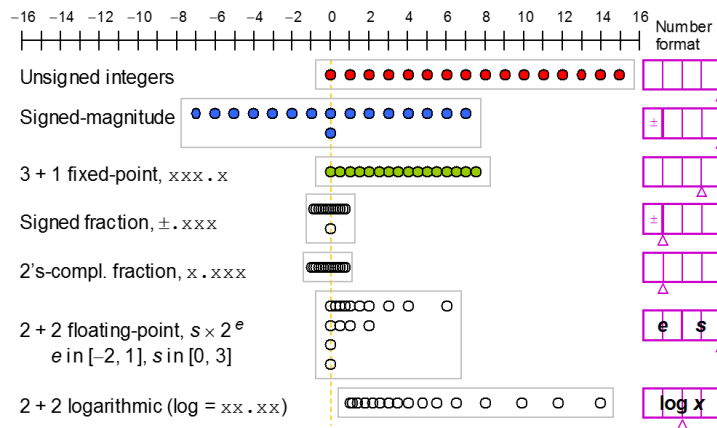 −16 −14 −12 −10 −8 −6 −4 −2 0 2 4 6 8 10 12 14 16
Number
format
Unsigned integers
Signed-magnitude
±
3 + 1 fixed-point, xxx.x
Signed fraction, ±.xxx
±
2's-compl. fraction, x.xxx
2 + 2 floating-point, s × 2 e
e in [−2, 1], s in [0, 3]
e s
2 + 2 logarithmic (log = xx.xx)
log x